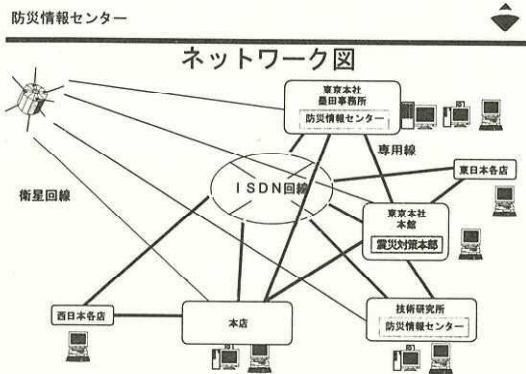 防災情報センター
ネットワーク図
東京本社
墨田事務所
防災情報センター
専用線
東日本各店
ISDN回線
衛星回線
東京本社
本館
震災対策本部
西日本各店
本店
技術研究所
防災情報センター